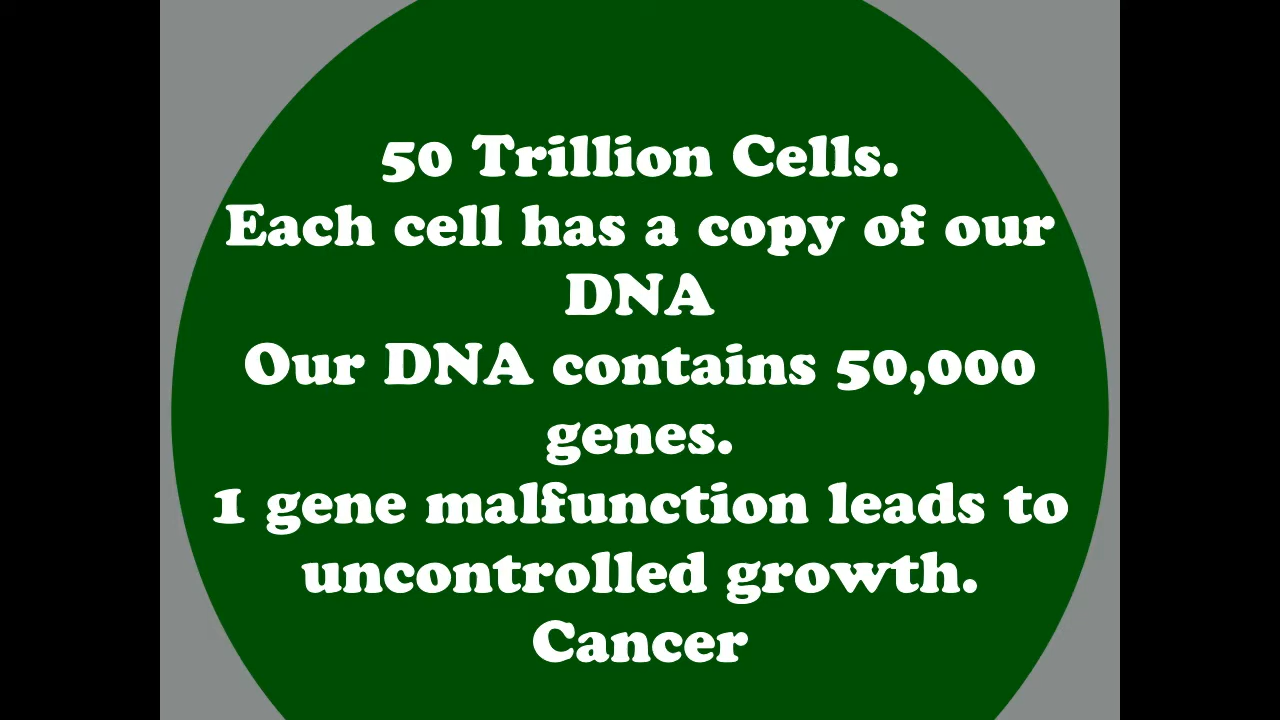 50 Trillion Cells.
Each cell has a copy of our
DNA
Our DNA contains 50,000
genes.
1 gene malfunction leads to
uncontrolled growth.
Cancer